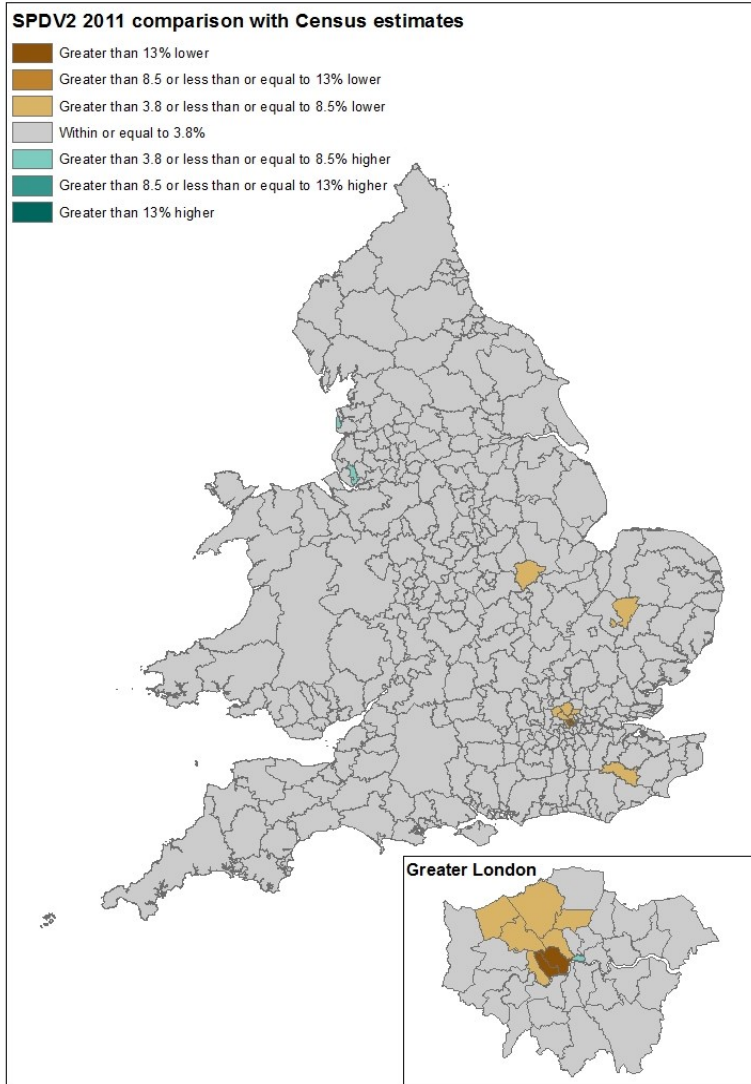 SPDV2 2011 comparison with Census estimates
Greater than 13% lower
Greater than 8.5 or less than or equal to 13% lower
Greater than 3.8 or less than or equal to 8.5% lower
Within or equal to 3.8%
Greater than 3.8 or less than or equal to 8.5% higher
Greater than 8.5 or less than or equal to 13% higher
Greater than 13% higher
Greater London